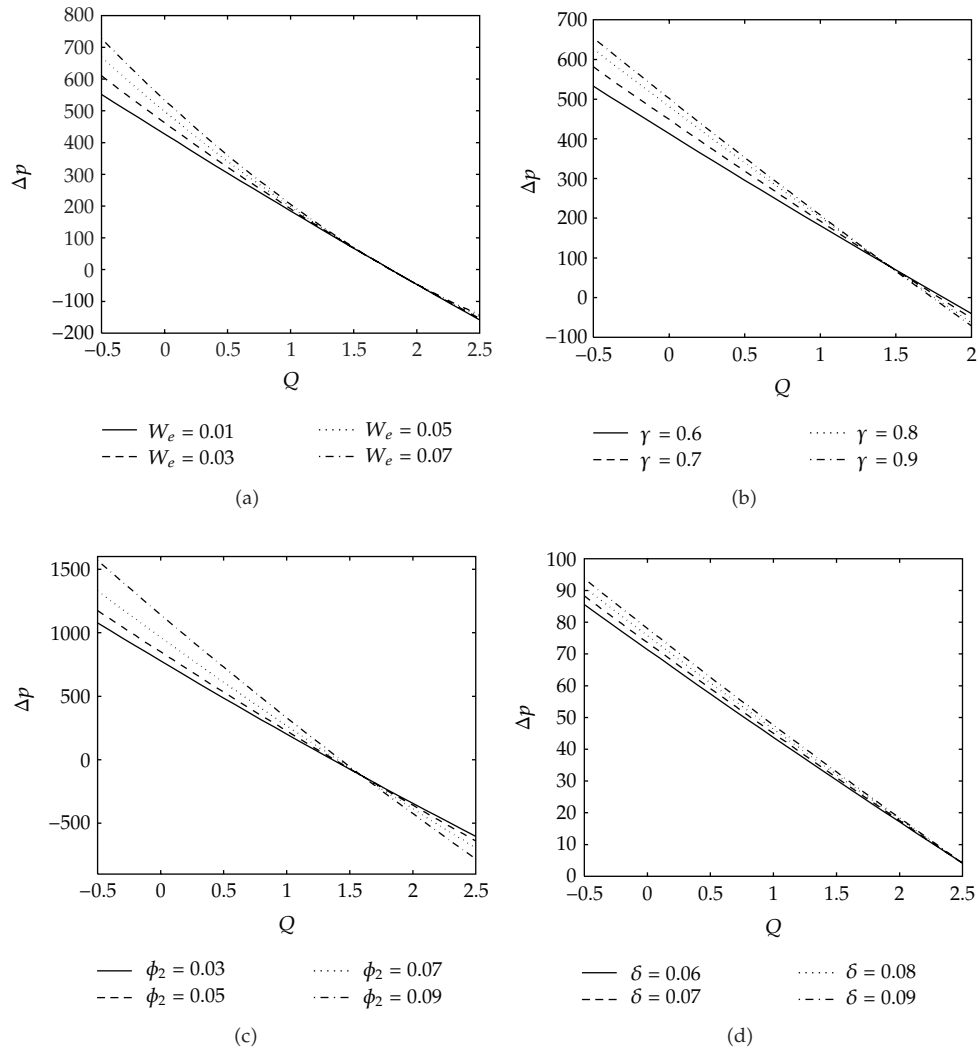 800
700
600
500
400
300
200
100
0
−100
−200
Δp
−0.5 0 0.5 1 1.5 2 2.5
Q
W_e = 0.01
W_e = 0.03
W_e = 0.05
W_e = 0.07
(a)
700
600
500
400
300
200
100
0
−100
Δp
−0.5 0 0.5 1 1.5 2
Q
γ = 0.6
γ = 0.7
γ = 0.8
γ = 0.9
(b)
1500
1000
500
0
−500
Δp
−0.5 0 0.5 1 1.5 2 2.5
Q
ϕ₂ = 0.03
ϕ₂ = 0.05
ϕ₂ = 0.07
ϕ₂ = 0.09
(c)
100
90
80
70
60
50
40
30
20
10
0
Δp
−0.5 0 0.5 1 1.5 2 2.5
Q
δ = 0.06
δ = 0.07
δ = 0.08
δ = 0.09
(d)